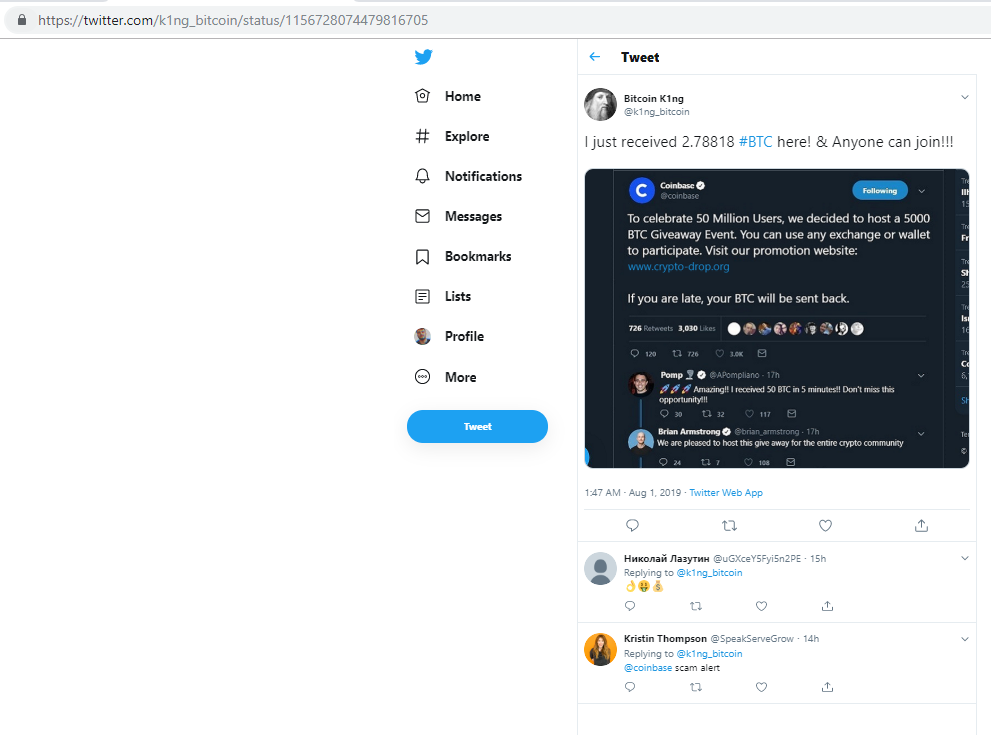 https://twitter.com/k1ng_bitcoin/status/1156728074479816705
Home
Explore
Notifications
Messages
Bookmarks
Lists
Profile
More
Tweet
Tweet
Bitcoin K1ng
@k1ng_bitcoin
I just received 2.78818 #BTC here! & Anyone can join!!!
Coinbase
@coinbase
Following
To celebrate 50 Million Users, we decided to host a 5000
BTC Giveaway Event. You can use any exchange or wallet
to participate. Visit our promotion website:
www.crypto-drop.org
If you are late, your BTC will be sent back.
726 Retweets 3,030 Likes
120 726 3.0K
Pomp 🏆 @APompliano · 17h
🚀🚀🚀 Amazing!! I received 50 BTC in 5 minutes!! Don't miss this
opportunity!!!
30 32 117
Brian Armstrong @brian_armstrong · 17h
We are pleased to host this give away for the entire crypto community
24 7 108
1:47 AM · Aug 1, 2019 · Twitter Web App
Николай Лазутин @uGXceY5Fyi5n2PE · 15h
Replying to @k1ng_bitcoin
👌🤑💰
Kristin Thompson @SpeakServeGrow · 14h
Replying to @k1ng_bitcoin
@coinbase scam alert